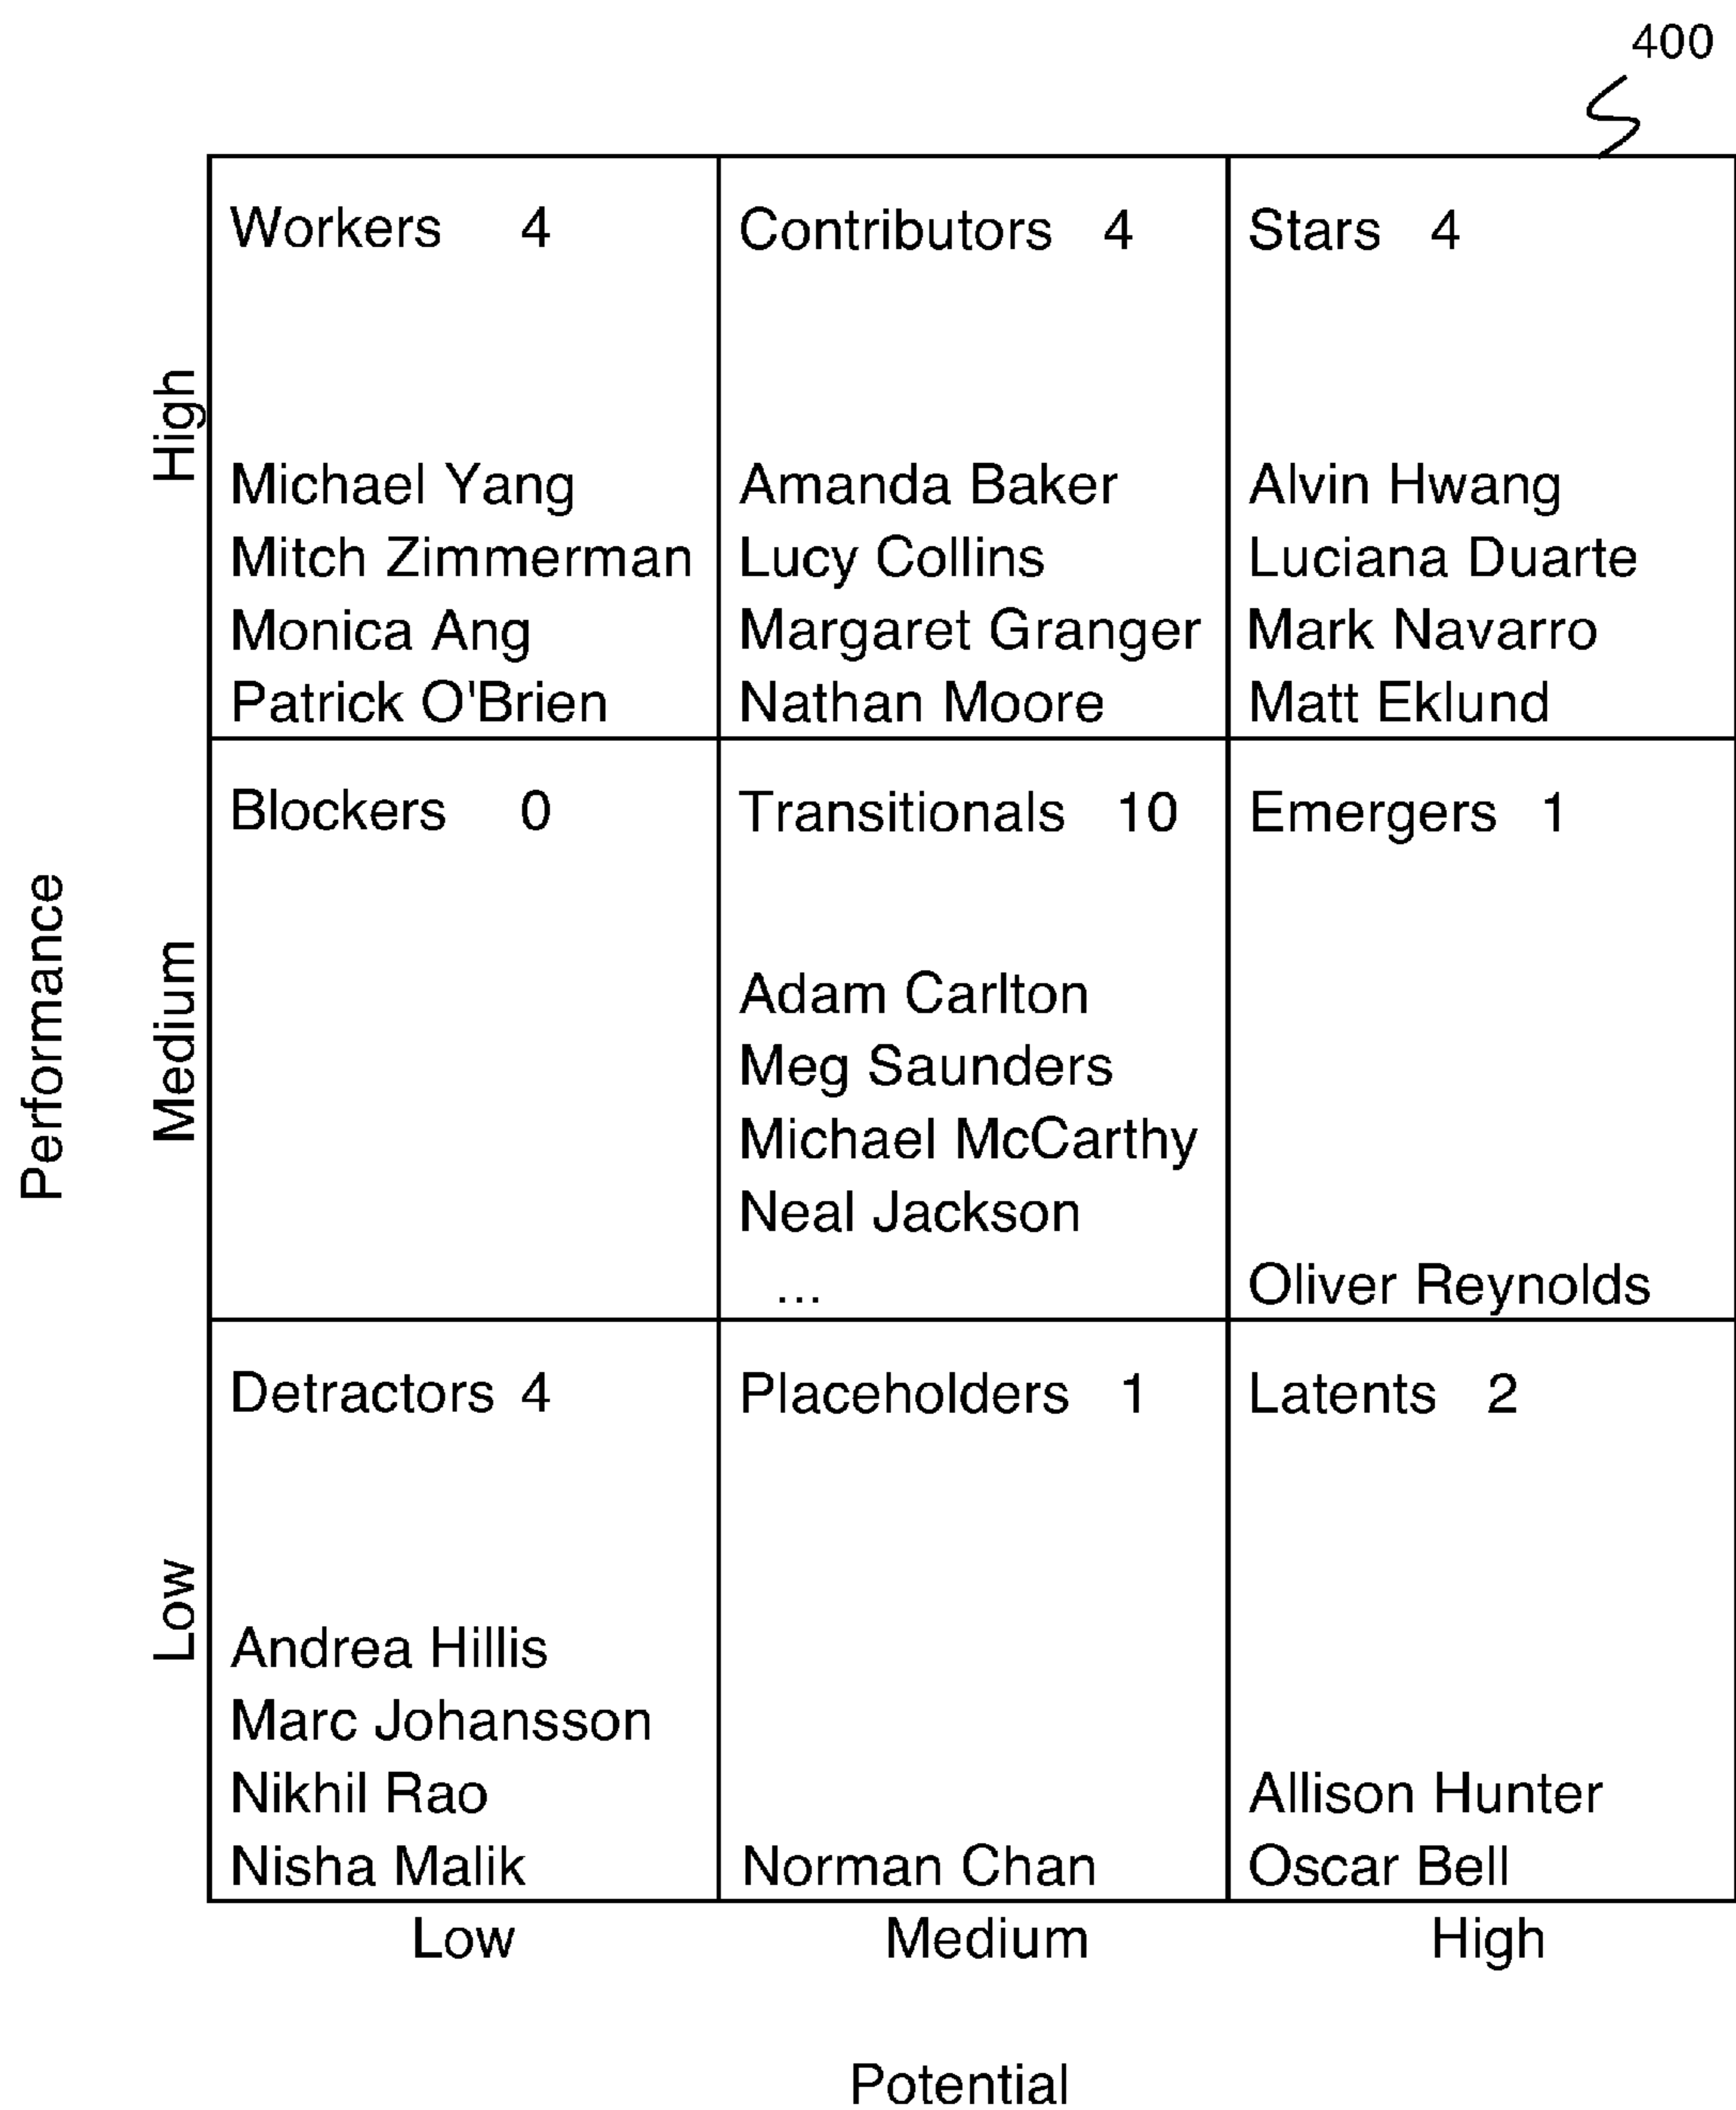 400
Workers 4
Michael Yang
Mitch Zimmerman
Monica Ang
Patrick O'Brien
Contributors 4
Amanda Baker
Lucy Collins
Margaret Granger
Nathan Moore
Stars 4
Alvin Hwang
Luciana Duarte
Mark Navarro
Matt Eklund
High
Blockers 0
Transitionals 10
Adam Carlton
Meg Saunders
Michael McCarthy
Neal Jackson
...
Emergers 1
Oliver Reynolds
Medium
Performance
Detractors 4
Andrea Hillis
Marc Johansson
Nikhil Rao
Nisha Malik
Placeholders 1
Norman Chan
Latents 2
Allison Hunter
Oscar Bell
Low
Low
Medium
High
Potential